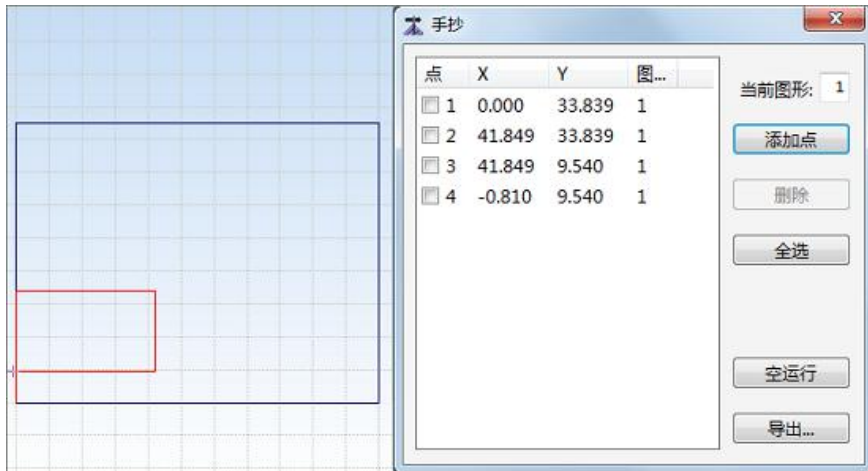 手抄
点 X Y 图...
1 0.000 33.839 1
2 41.849 33.839 1
3 41.849 9.540 1
4 -0.810 9.540 1
当前图形: 1
添加点
删除
全选
空运行
导出...